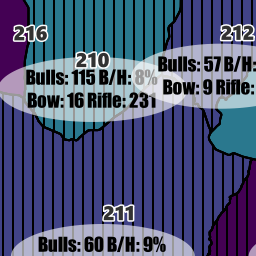 216
212
210
Bulls: 57 B/H:
Bow: 9 Rifle:
Bulls: 115 B/H: 8%
Bow: 16 Rifle: 231
211
Bulls: 60 B/H: 9%